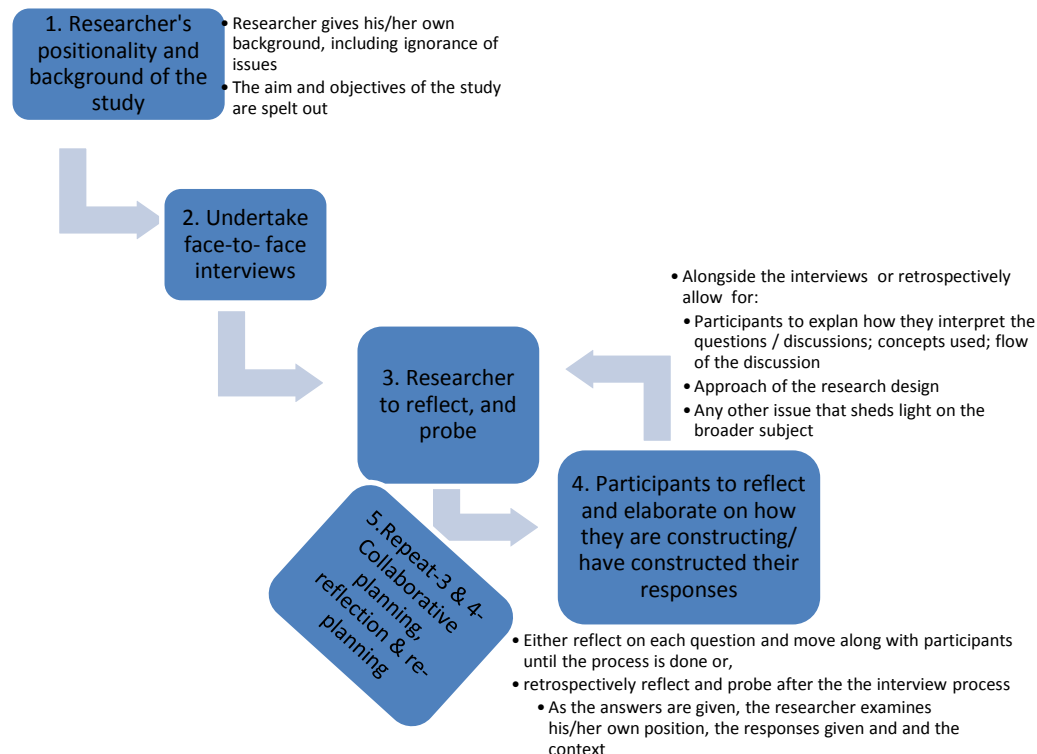 1. Researcher's
positionality and
background of the
study
• Researcher gives his/her own
background, including ignorance of
issues
• The aim and objectives of the study
are spelt out
2. Undertake
face-to- face
interviews
3. Researcher
to reflect, and
probe
• Alongside the interviews or retrospectively
allow for:
• Participants to explan how they interpret the
questions / discussions; concepts used; flow
of the discussion
• Approach of the research design
• Any other issue that sheds light on the
broader subject
4. Participants to reflect
and elaborate on how
they are constructing/
have constructed their
responses
5.Repeat-3 & 4-
Collaborative
planning,
reflection & re-
planning
• Either reflect on each question and move along with participants
until the process is done or,
• retrospectively reflect and probe after the the interview process
• As the answers are given, the researcher examines
his/her own position, the responses given and and the
context